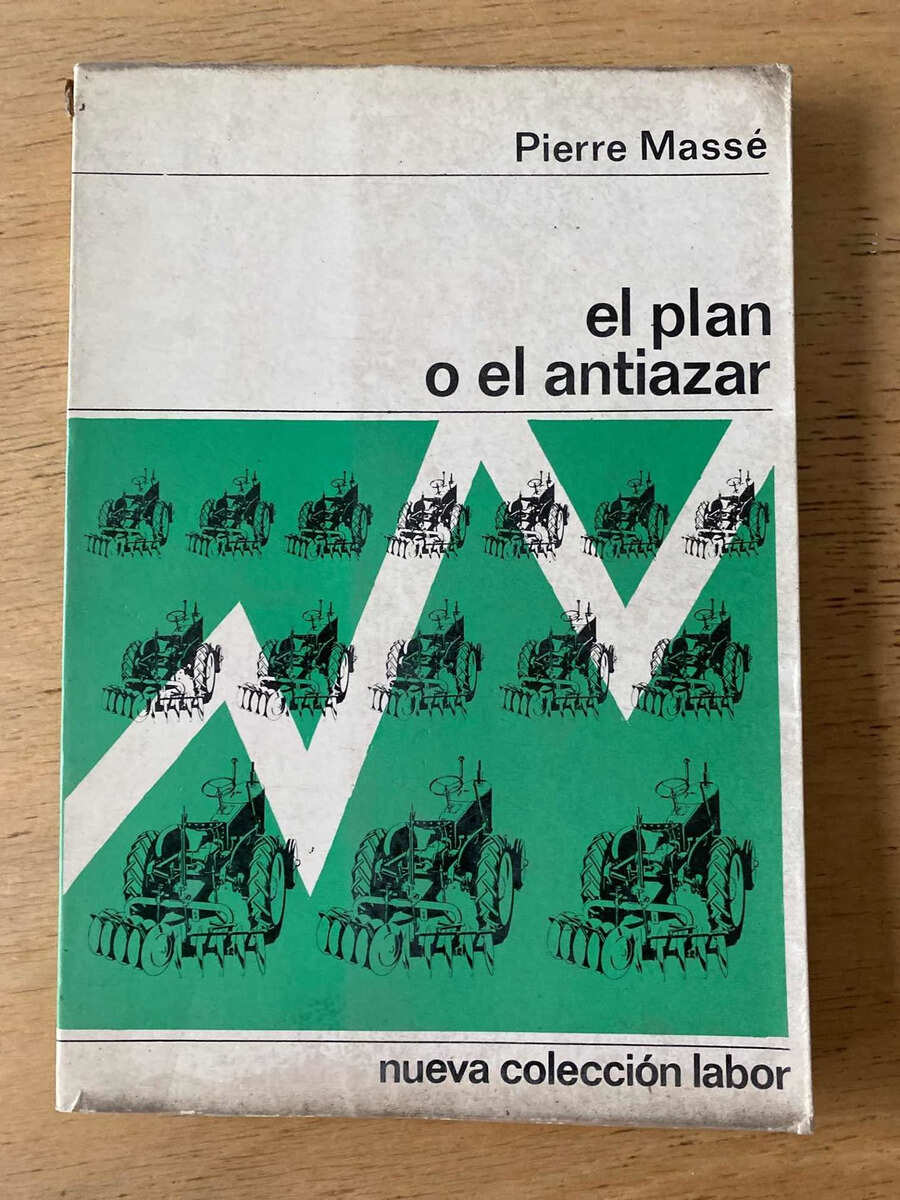 Pierre Massé
el plan
o el antiazar
nueva colección labor